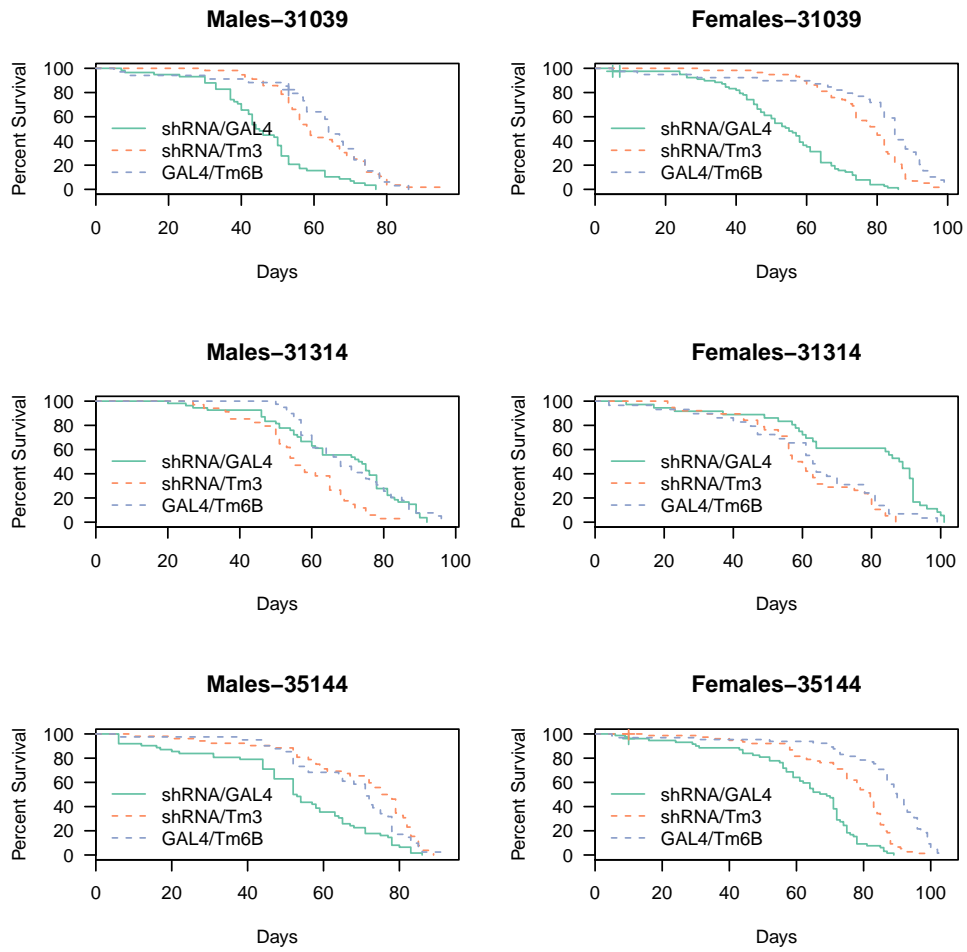 Males−31039
Percent Survival
100
80
60
40
20
0
shRNA/GAL4
shRNA/Tm3
GAL4/Tm6B
0 20 40 60 80
Days
Females−31039
Percent Survival
100
80
60
40
20
0
shRNA/GAL4
shRNA/Tm3
GAL4/Tm6B
0 20 40 60 80 100
Days
Males−31314
Percent Survival
100
80
60
40
20
0
shRNA/GAL4
shRNA/Tm3
GAL4/Tm6B
0 20 40 60 80 100
Days
Females−31314
Percent Survival
100
80
60
40
20
0
shRNA/GAL4
shRNA/Tm3
GAL4/Tm6B
0 20 40 60 80 100
Days
Males−35144
Percent Survival
100
80
60
40
20
0
shRNA/GAL4
shRNA/Tm3
GAL4/Tm6B
0 20 40 60 80
Days
Females−35144
Percent Survival
100
80
60
40
20
0
shRNA/GAL4
shRNA/Tm3
GAL4/Tm6B
0 20 40 60 80 100
Days